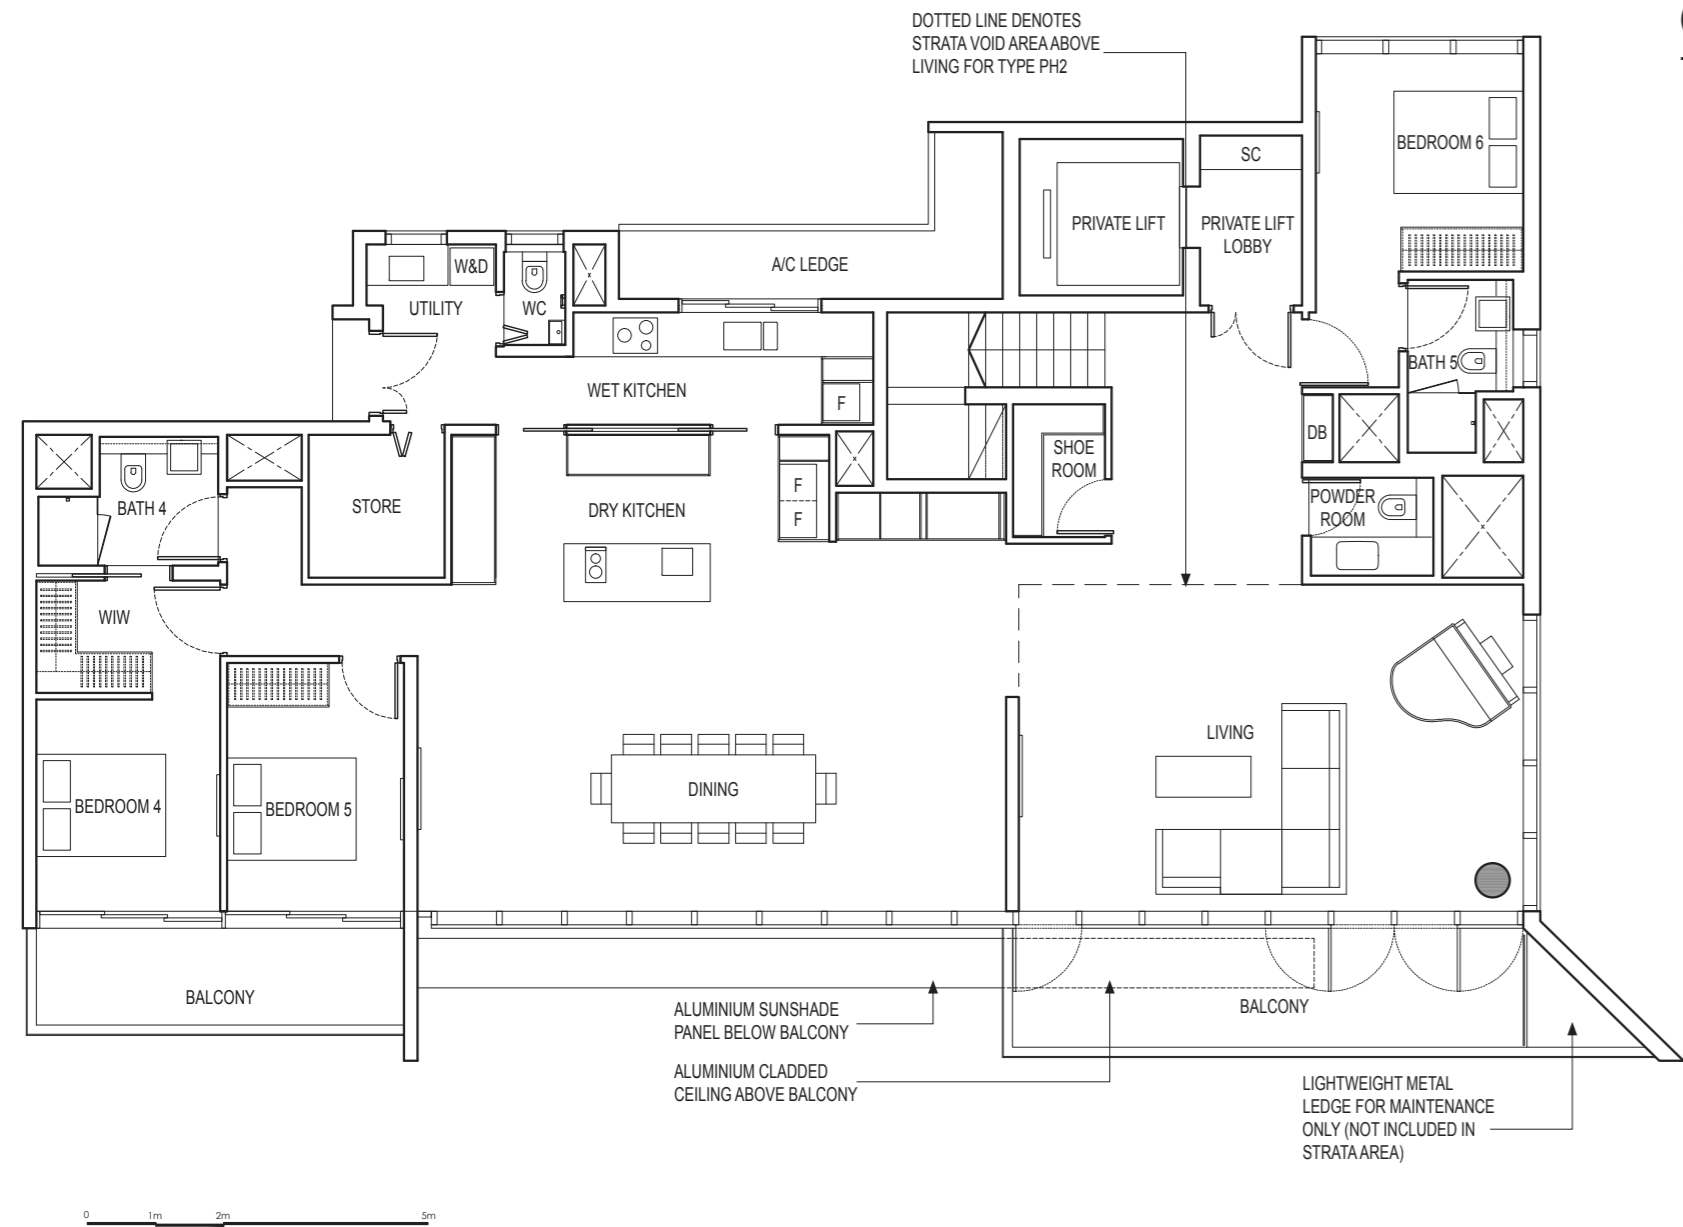 DOTTED LINE DENOTES
STRATA VOID AREA ABOVE
LIVING FOR TYPE PH2
BEDROOM 6
SC
PRIVATE LIFT
PRIVATE LIFT
LOBBY
A/C LEDGE
W&D
UTILITY
WC
BATH 5
WET KITCHEN
F
DB
SHOE
ROOM
F
F
DRY KITCHEN
POWDER
ROOM
STORE
BATH 4
WIW
LIVING
DINING
BEDROOM 4
BEDROOM 5
BALCONY
BALCONY
ALUMINIUM SUNSHADE
PANEL BELOW BALCONY
ALUMINIUM CLADDED
CEILING ABOVE BALCONY
LIGHTWEIGHT METAL
LEDGE FOR MAINTENANCE
ONLY (NOT INCLUDED IN
STRATA AREA)
0 1m 2m 5m